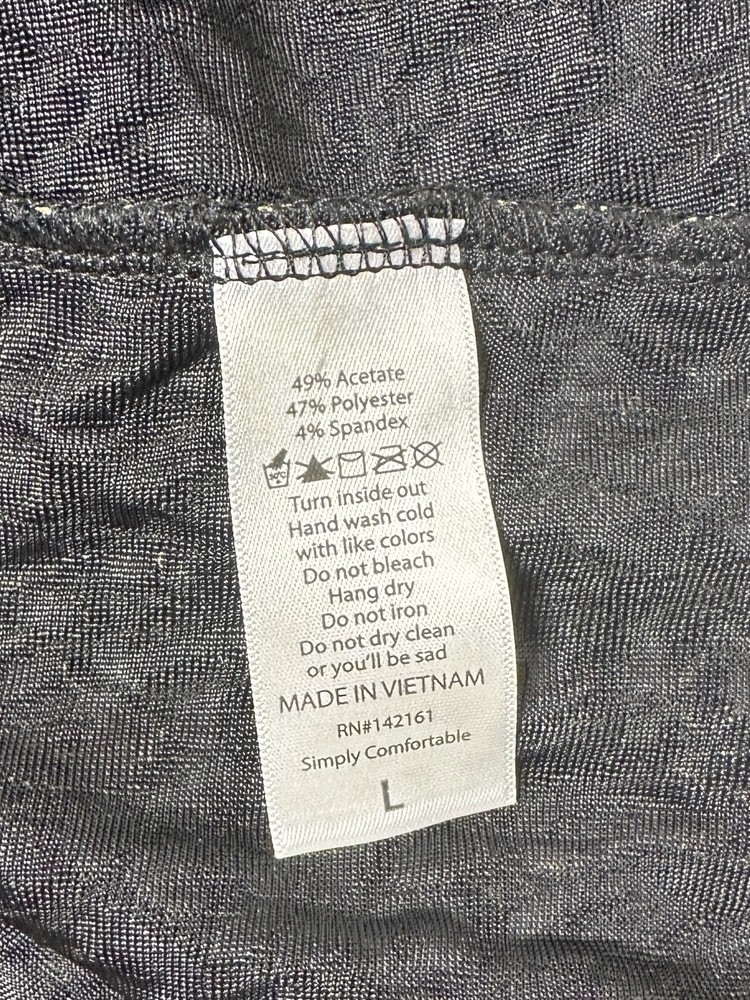 49% Acetate
47% Polyester
4% Spandex
Turn inside out
Hand wash cold
with like colors
Do not bleach
Hang dry
Do not iron
Do not dry clean
or you'll be sad
MADE IN VIETNAM
RN#142161
Simply Comfortable
L